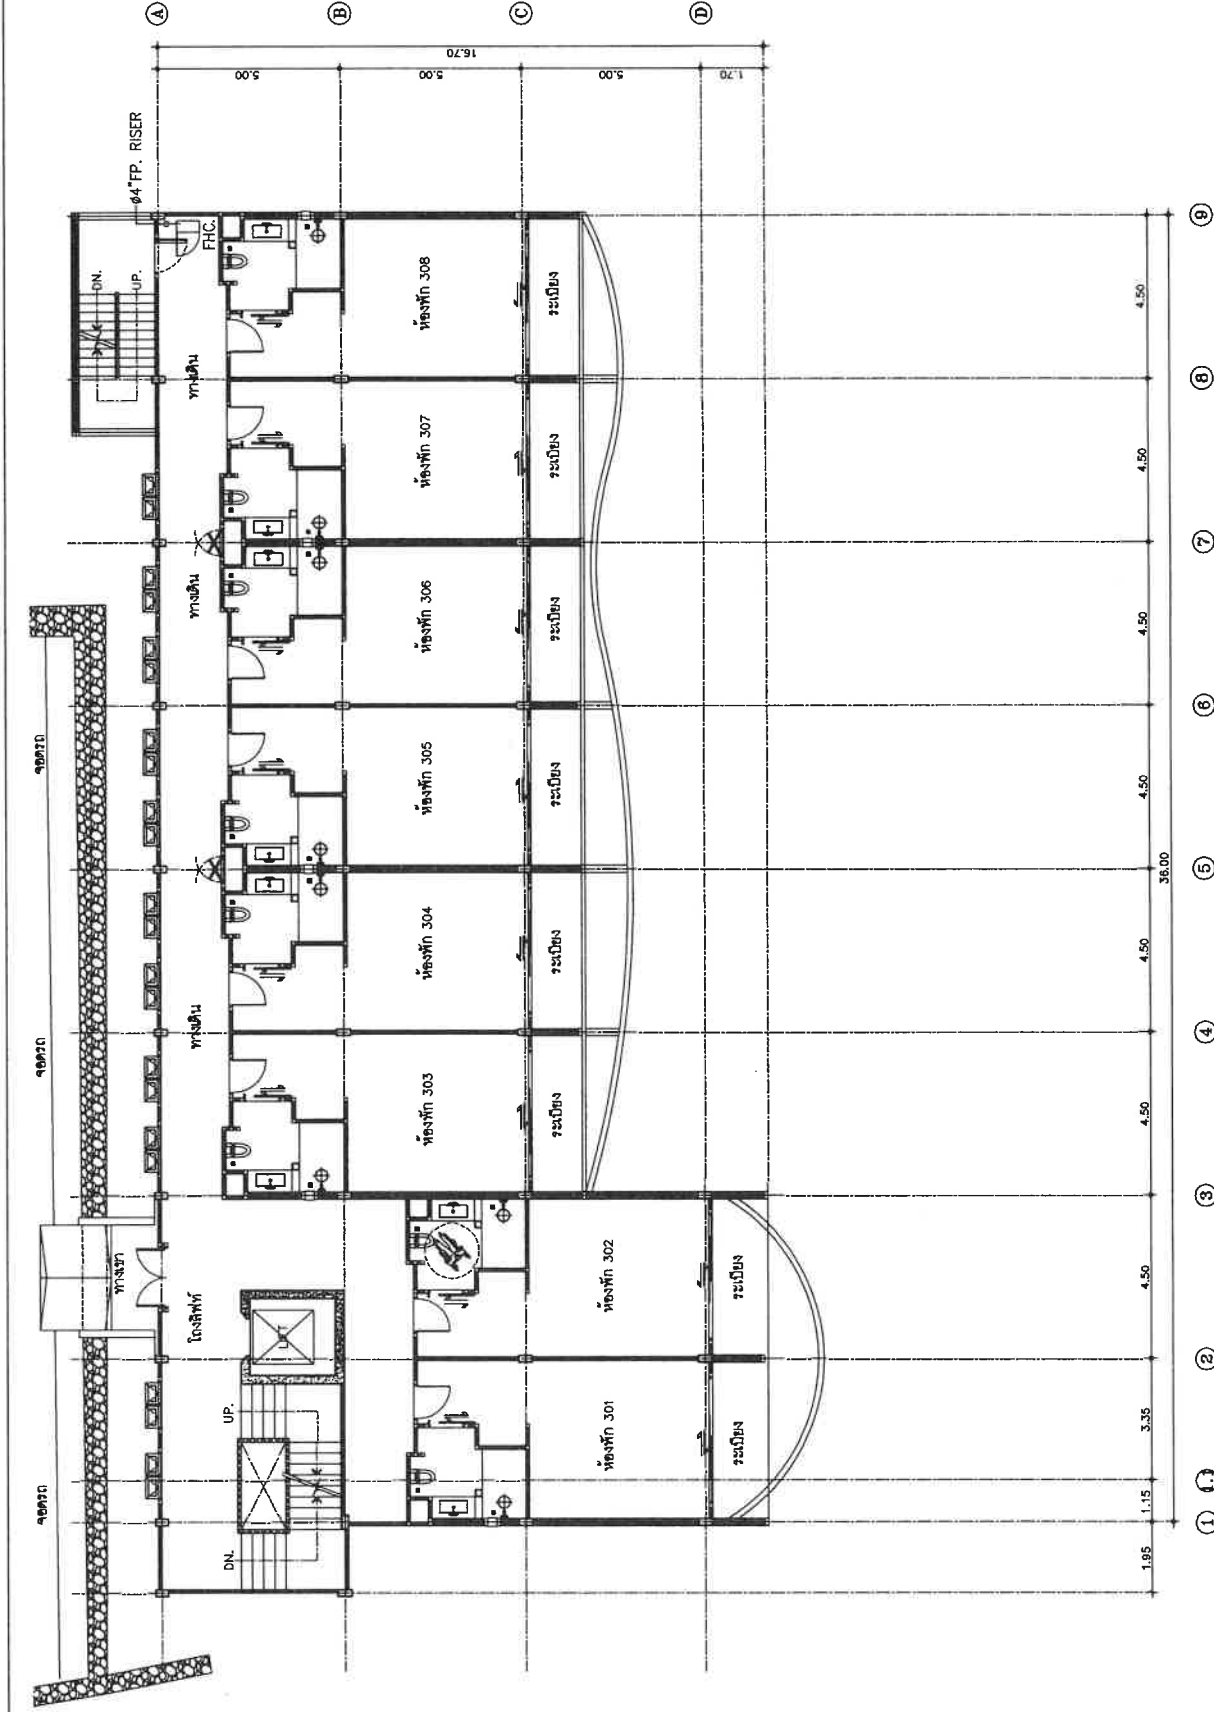 จอดรถ
จอดรถ
จอดรถ
ทางเข้า
DN.
UP.
ø4"FP. RISER
FHC.
โถงลิฟท์
LIFT
UP.
DN.
ทางเดิน
ทางเดิน
ทางเดิน
ห้องพัก 301
ห้องพัก 302
ห้องพัก 303
ห้องพัก 304
ห้องพัก 305
ห้องพัก 306
ห้องพัก 307
ห้องพัก 308
ระเบียง
ระเบียง
ระเบียง
ระเบียง
ระเบียง
ระเบียง
ระเบียง
ระเบียง
1.95
1.15
3.35
4.50
4.50
4.50
4.50
4.50
4.50
4.50
36.00
1
1.1
2
3
4
5
6
7
8
9
A
B
C
D
5.00
5.00
5.00
1.70
16.70